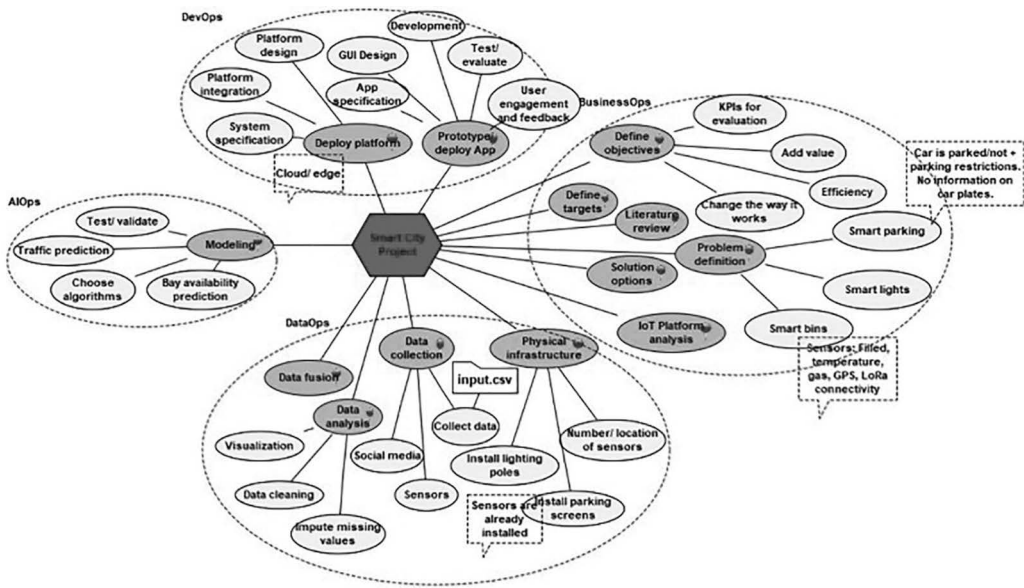 DevOps
Development
Platform
design
GUI Design
Test/
evaluate
Platform
integration
App
specification
User
engagement
and feedback
System
specification
Deploy platform
Prototype/
deploy App
Cloud/ edge
BusinessOps
KPIs for
evaluation
Define
objectives
Add value
Efficiency
Change the way it
works
Car is parked/not +
parking restrictions.
No information on
car plates.
Define
targets
Literature
review
Smart parking
Problem
definition
Solution
options
Smart lights
IoT Platform
analysis
Smart bins
Sensors: Filled,
temperature,
gas, GPS, LoRa
connectivity
AIOps
Test/ validate
Traffic prediction
Modeling
Choose
algorithms
Bay availability
prediction
Smart City
Project
DataOps
Data
collection
Physical
infrastructure
Data fusion
input.csv
Data
analysis
Collect data
Number/ location
of sensors
Visualization
Social media
Install lighting
poles
Data cleaning
Sensors
Install parking
screens
Sensors are
already
installed
Impute missing
values